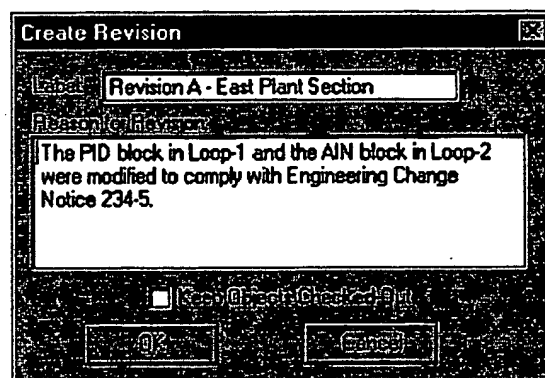 Create Revision
Label: Revision A - East Plant Section
Reason for Revision:
The PID block in Loop-1 and the AIN block in Loop-2
were modified to comply with Engineering Change
Notice 234-5.
Keep Objects Checked Out
OK Cancel